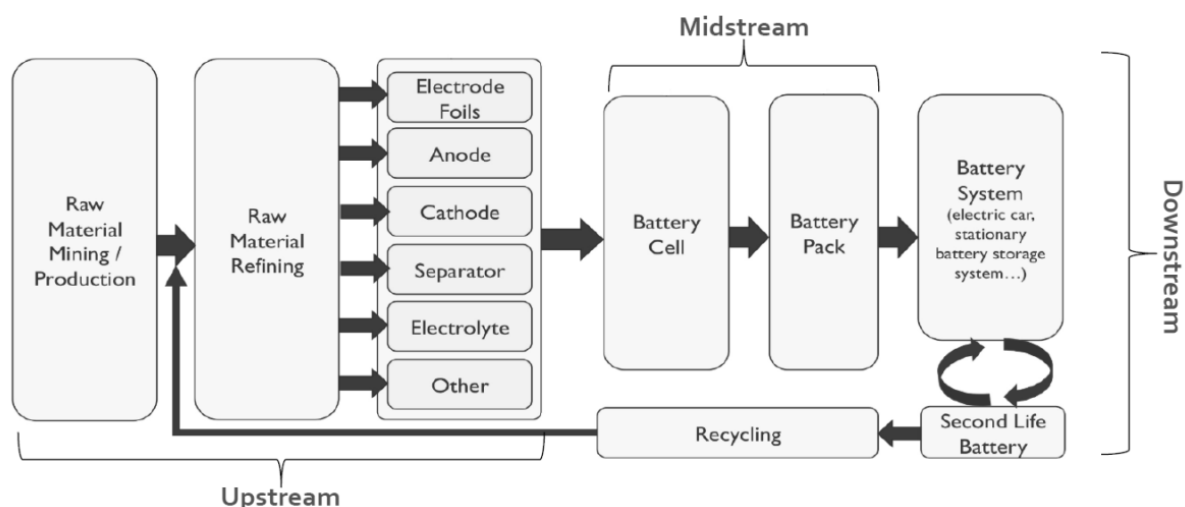 Midstream
Raw
Material
Mining /
Production
Raw
Material
Refining
Electrode
Foils
Anode
Cathode
Separator
Electrolyte
Other
Battery
Cell
Battery
Pack
Battery
System
(electric car,
stationary
battery storage
system...)
Downstream
Recycling
Second Life
Battery
Upstream